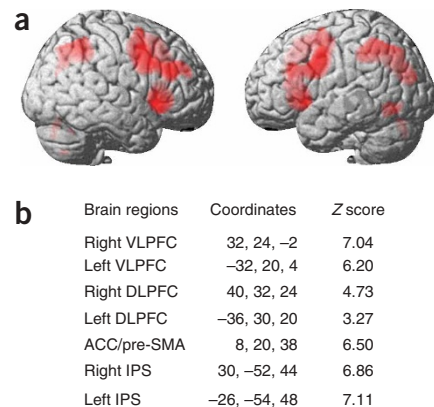 a
b
Brain regions Coordinates Z score
Right VLPFC 32, 24, –2 7.04
Left VLPFC –32, 20, 4 6.20
Right DLPFC 40, 32, 24 4.73
Left DLPFC –36, 30, 20 3.27
ACC/pre-SMA 8, 20, 38 6.50
Right IPS 30, –52, 44 6.86
Left IPS –26, –54, 48 7.11